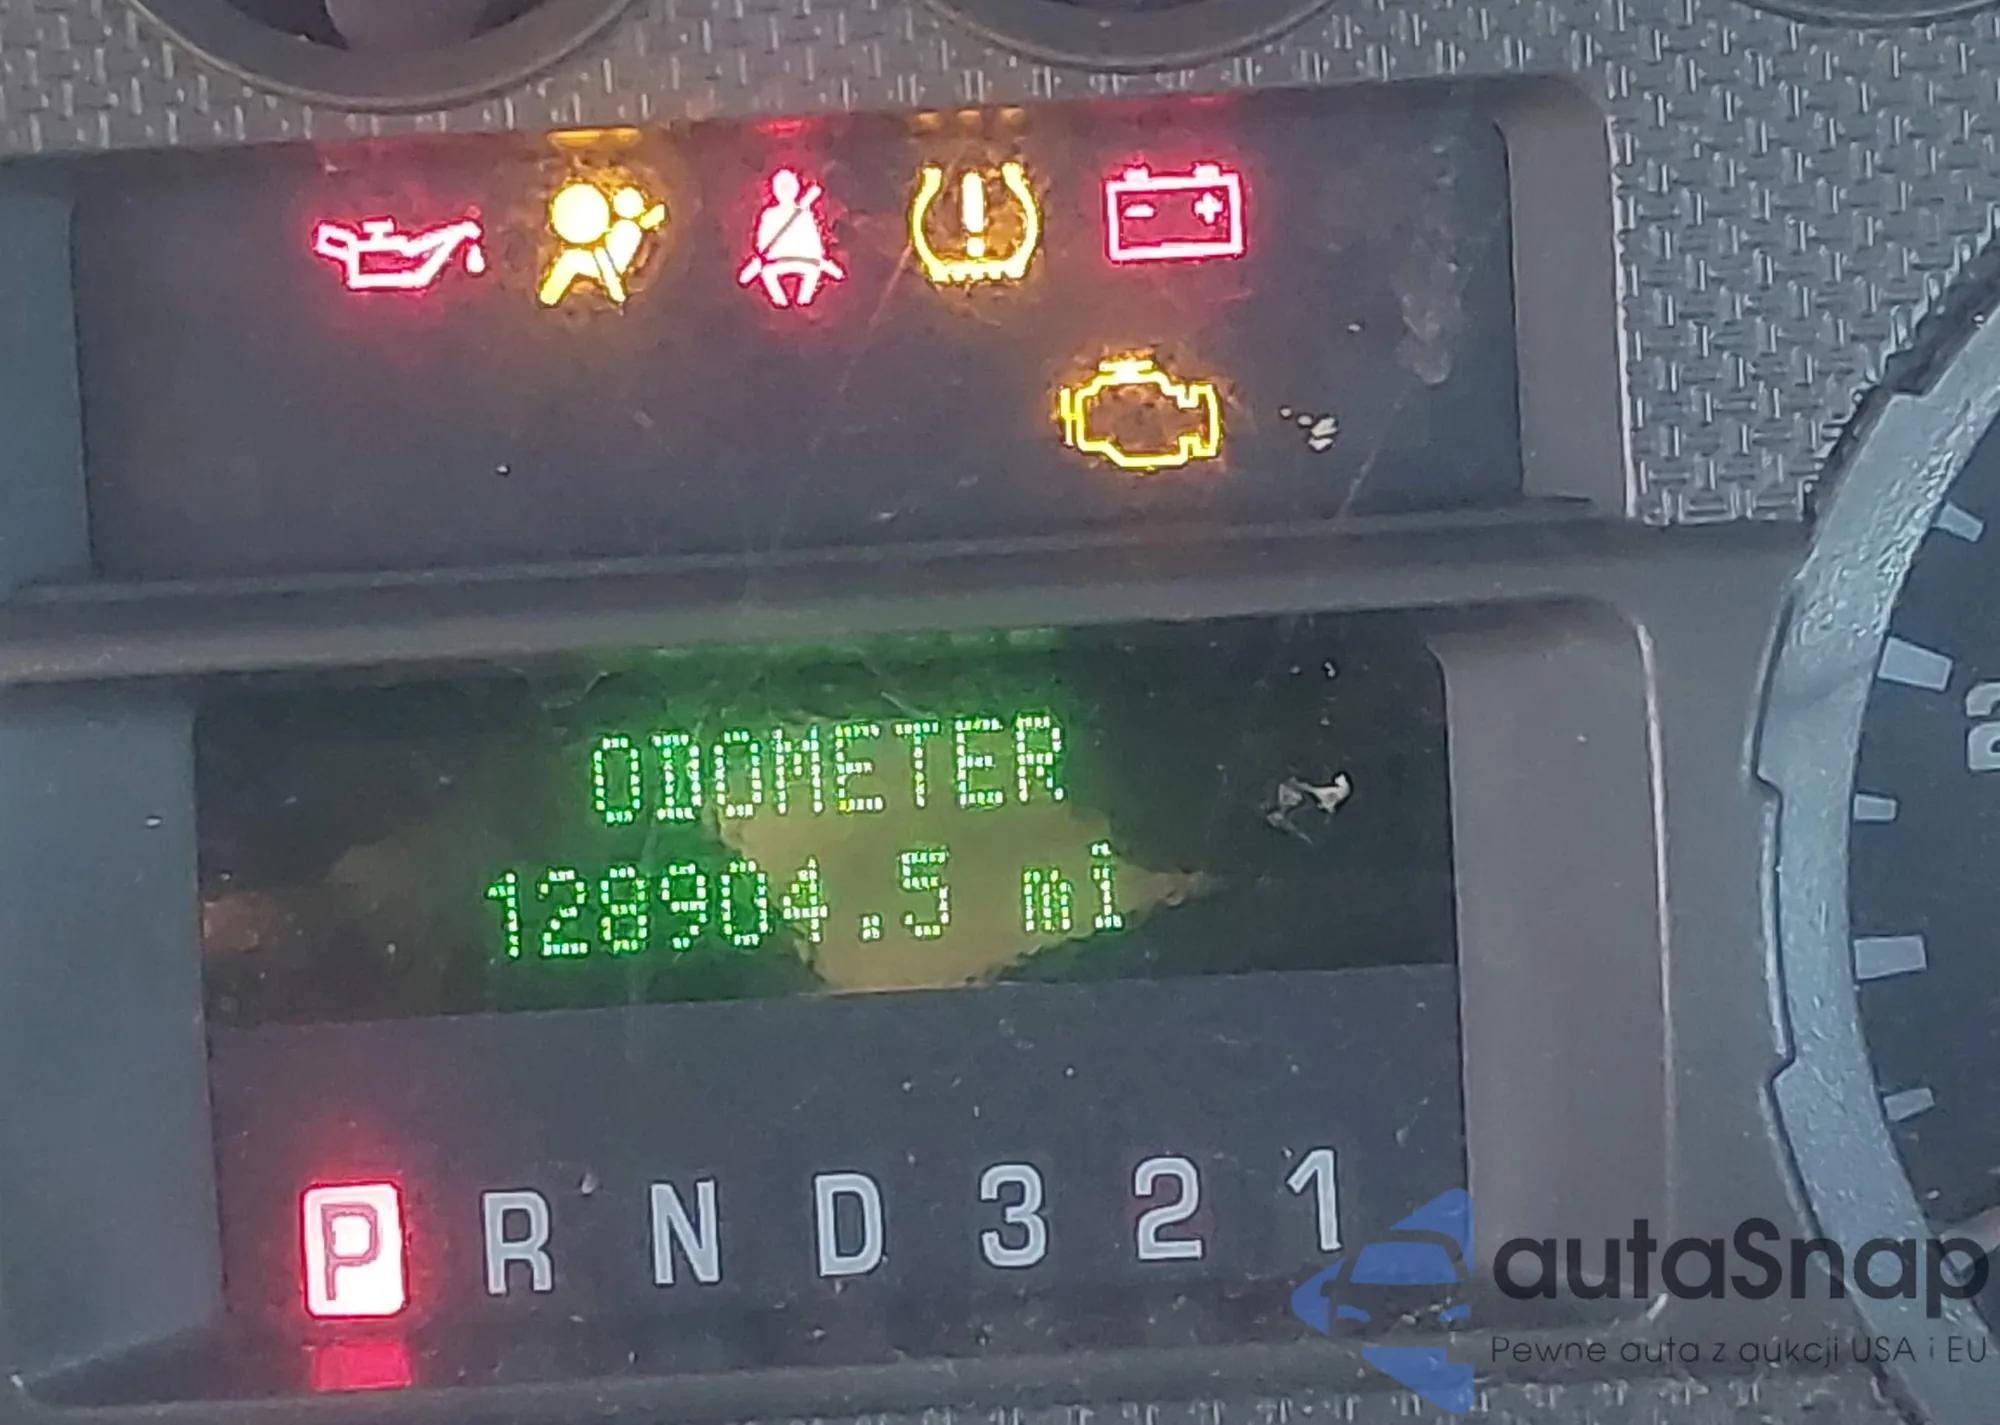 ODOMETER
128904.5 mi
P R N D 3 2 1
autaSnap
Pewne auta z aukcji USA i EU